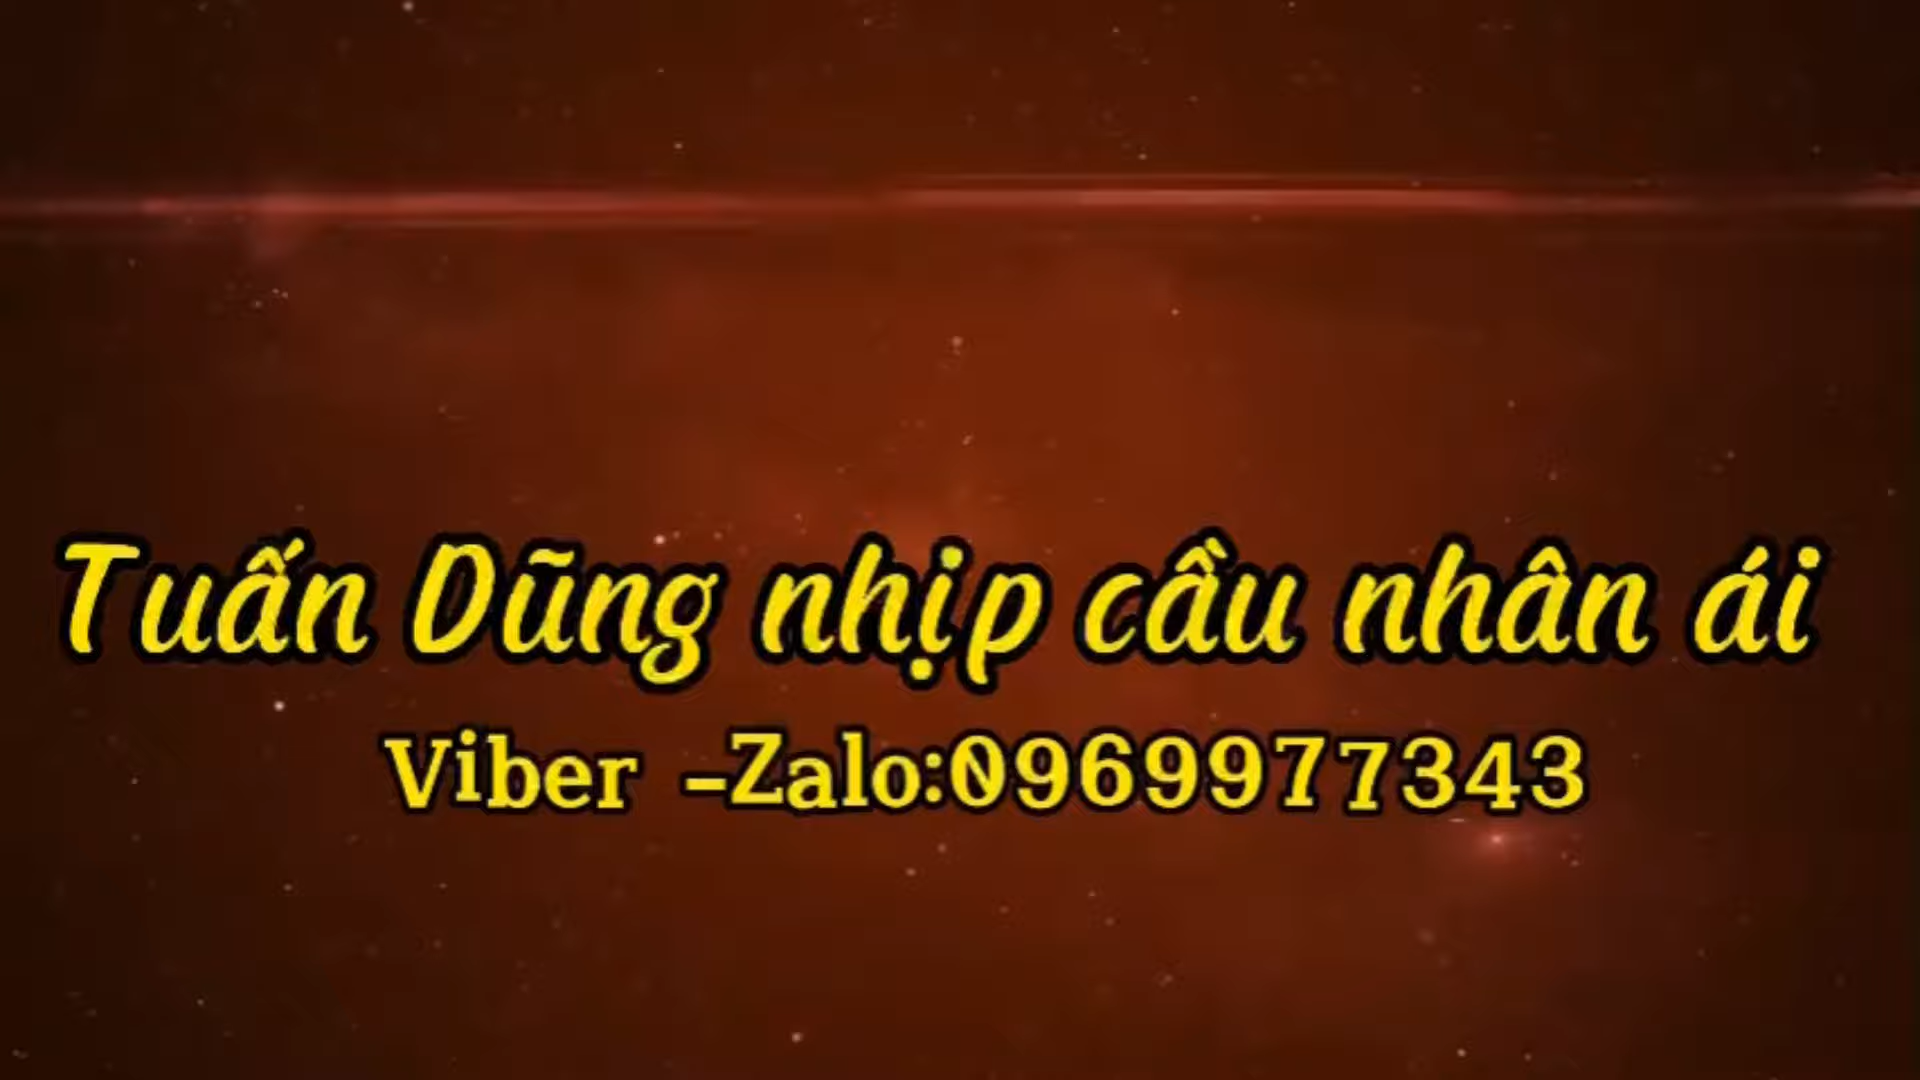 Tuấn Dũng nhịp cầu nhân ái
Viber -Zalo:0969977343